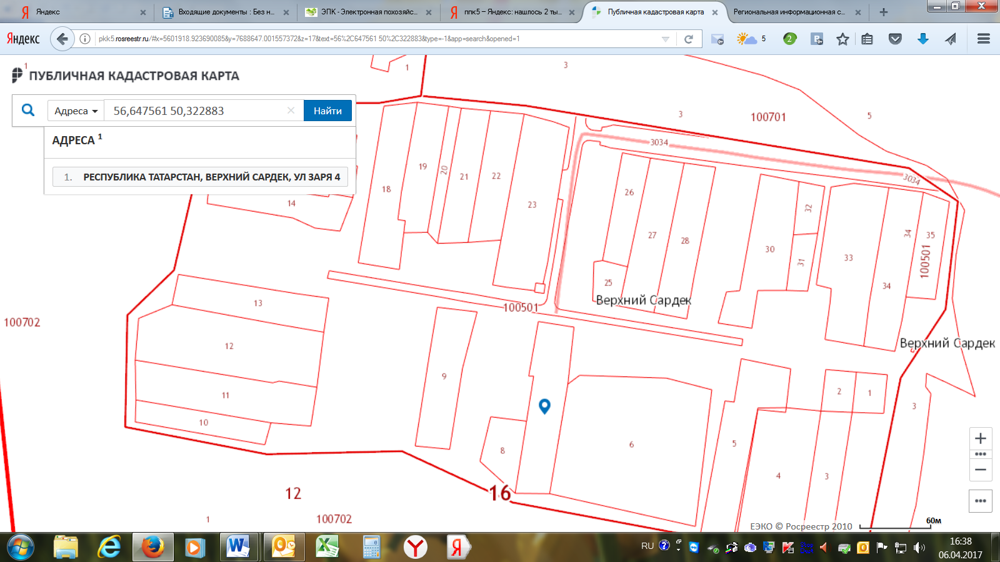 Яндекс
Входящие документы : Без н...
ЭПК - Электронная похозяйс...
ппк5 – Яндекс: нашлось 2 ты...
Публичная кадастровая карта
Региональная информационная с...
Яндекс
pkk5.rosreestr.ru/#x=5601918.923690085&y=7688647.001557372&z=17&text=56%2C647561 50%2C322883&type=-1&app=search&opened=1
5
2
ПУБЛИЧНАЯ КАДАСТРОВАЯ КАРТА
Адреса
56,647561 50,322883
Найти
АДРЕСА 1
1. РЕСПУБЛИКА ТАТАРСТАН, ВЕРХНИЙ САРДЕК, УЛ ЗАРЯ 4
1
1
3
3
100701
5
3034
3034
19
20
21
22
18
23
14
26
27
28
25
30
32
31
33
34
34
35
100501
13
100501
Верхний Сардек
Верхний Сардек
100702
12
11
10
9
8
6
2
1
3
5
4
3
12
16
1
100702
60м
ЕЭКО © Росреестр 2010
RU
16:38
06.04.2017